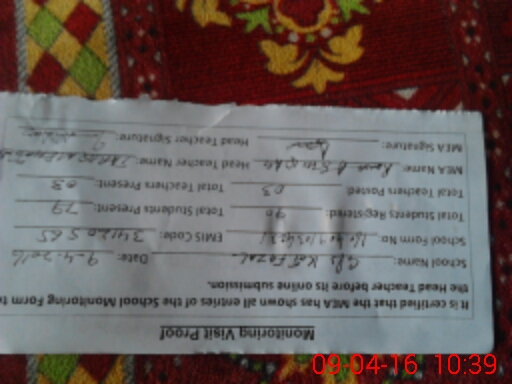 Monitoring Visit Proof
It is certified that the MEA has shown all entries of the School Monitoring Form to
the Head Teacher before its online submission.
School Name: Date: 9-4-2016
School Form No EMIS Code: 34120565
Total Students Registered: 90 Total Students Present: 79
Total Teachers Posted: 03 Total Teachers Present: 03
MEA Name: Head Teacher Name:
MEA Signature: Head Teacher Signature:
09-04-16 10:39